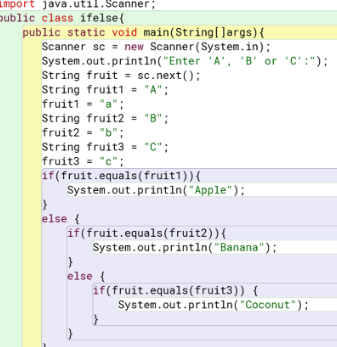 import java.util.Scanner;
public class ifelse{
public static void main(String[]args){
Scanner sc = new Scanner(System.in);
System.out.println("Enter 'A', 'B' or 'C':");
String fruit = sc.next();
String fruit1 = "A";
fruit1 = "a";
String fruit2 = "B";
fruit2 = "b";
String fruit3 = "C";
fruit3 = "c";
if(fruit.equals(fruit1)){
System.out.println("Apple");
}
else {
if(fruit.equals(fruit2)){
System.out.println("Banana");
}
else {
if(fruit.equals(fruit3)) {
System.out.println("Coconut");
}
}
}